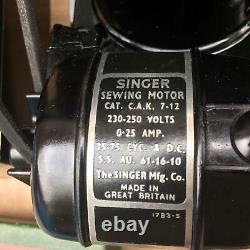 SINGER
SEWING MOTOR
CAT. C.A.K. 7-12
230-250 VOLTS
0·25 AMP.
25-75 CYC. & D.C.
S.S. AU. 61-16-10
The SINGER Mfg. Co.
MADE IN
GREAT BRITAIN
17B3-S